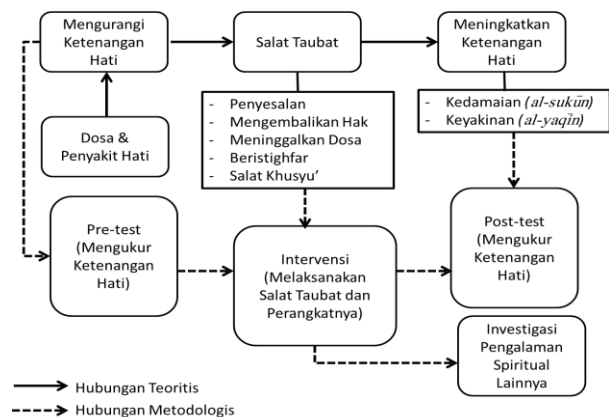 Mengurangi
Ketenangan
Hati
Salat Taubat
Meningkatkan
Ketenangan
Hati
Dosa &
Penyakit Hati
- Penyesalan
- Mengembalikan Hak
- Meninggalkan Dosa
- Beristighfar
- Salat Khusyu’
- Kedamaian (al-sukūn)
- Keyakinan (al-yaqīn)
Pre-test
(Mengukur
Ketenangan
Hati)
Intervensi
(Melaksanakan
Salat Taubat dan
Perangkatnya)
Post-test
(Mengukur
Ketenangan
Hati)
Investigasi
Pengalaman
Spiritual
Lainnya
Hubungan Teoritis
Hubungan Metodologis